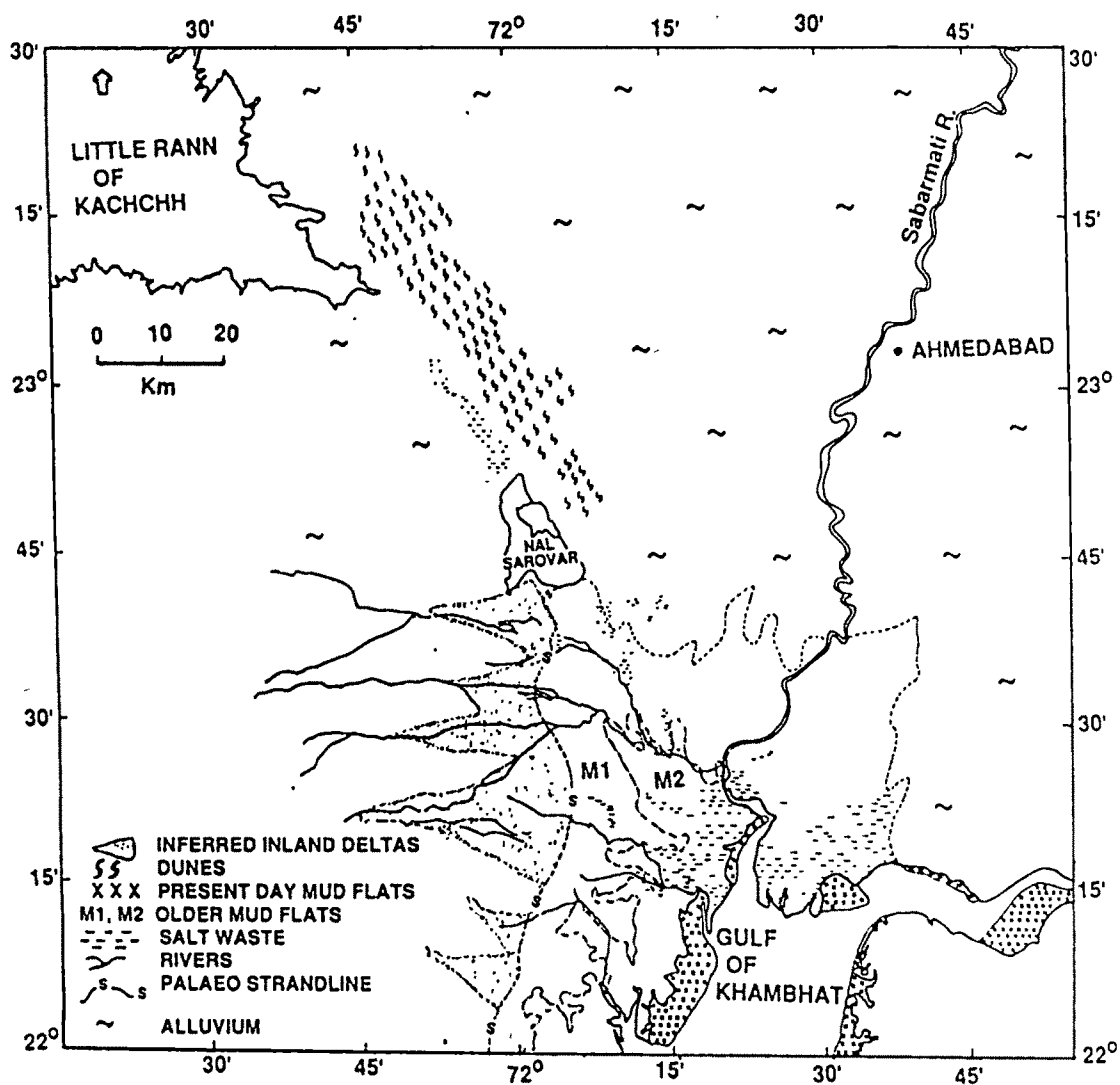 30' 45' 72° 15' 30' 45'
30' 30'
LITTLE RANN
OF
KACHCHH
Sabarmati R.
15' 15'
0 10 20
Km
AHMEDABAD
23° 23°
NAL
SAROVAR
45' 45'
30' 30'
S
M1 M2
S
INFERRED INLAND DELTAS
DUNES
XXX PRESENT DAY MUD FLATS
M1, M2 OLDER MUD FLATS
SALT WASTE
RIVERS
S S PALAEO STRANDLINE
ALLUVIUM
15' 15'
S
GULF
OF
KHAMBHAT
S
22° 22°
30' 45' 72° 15' 30' 45'